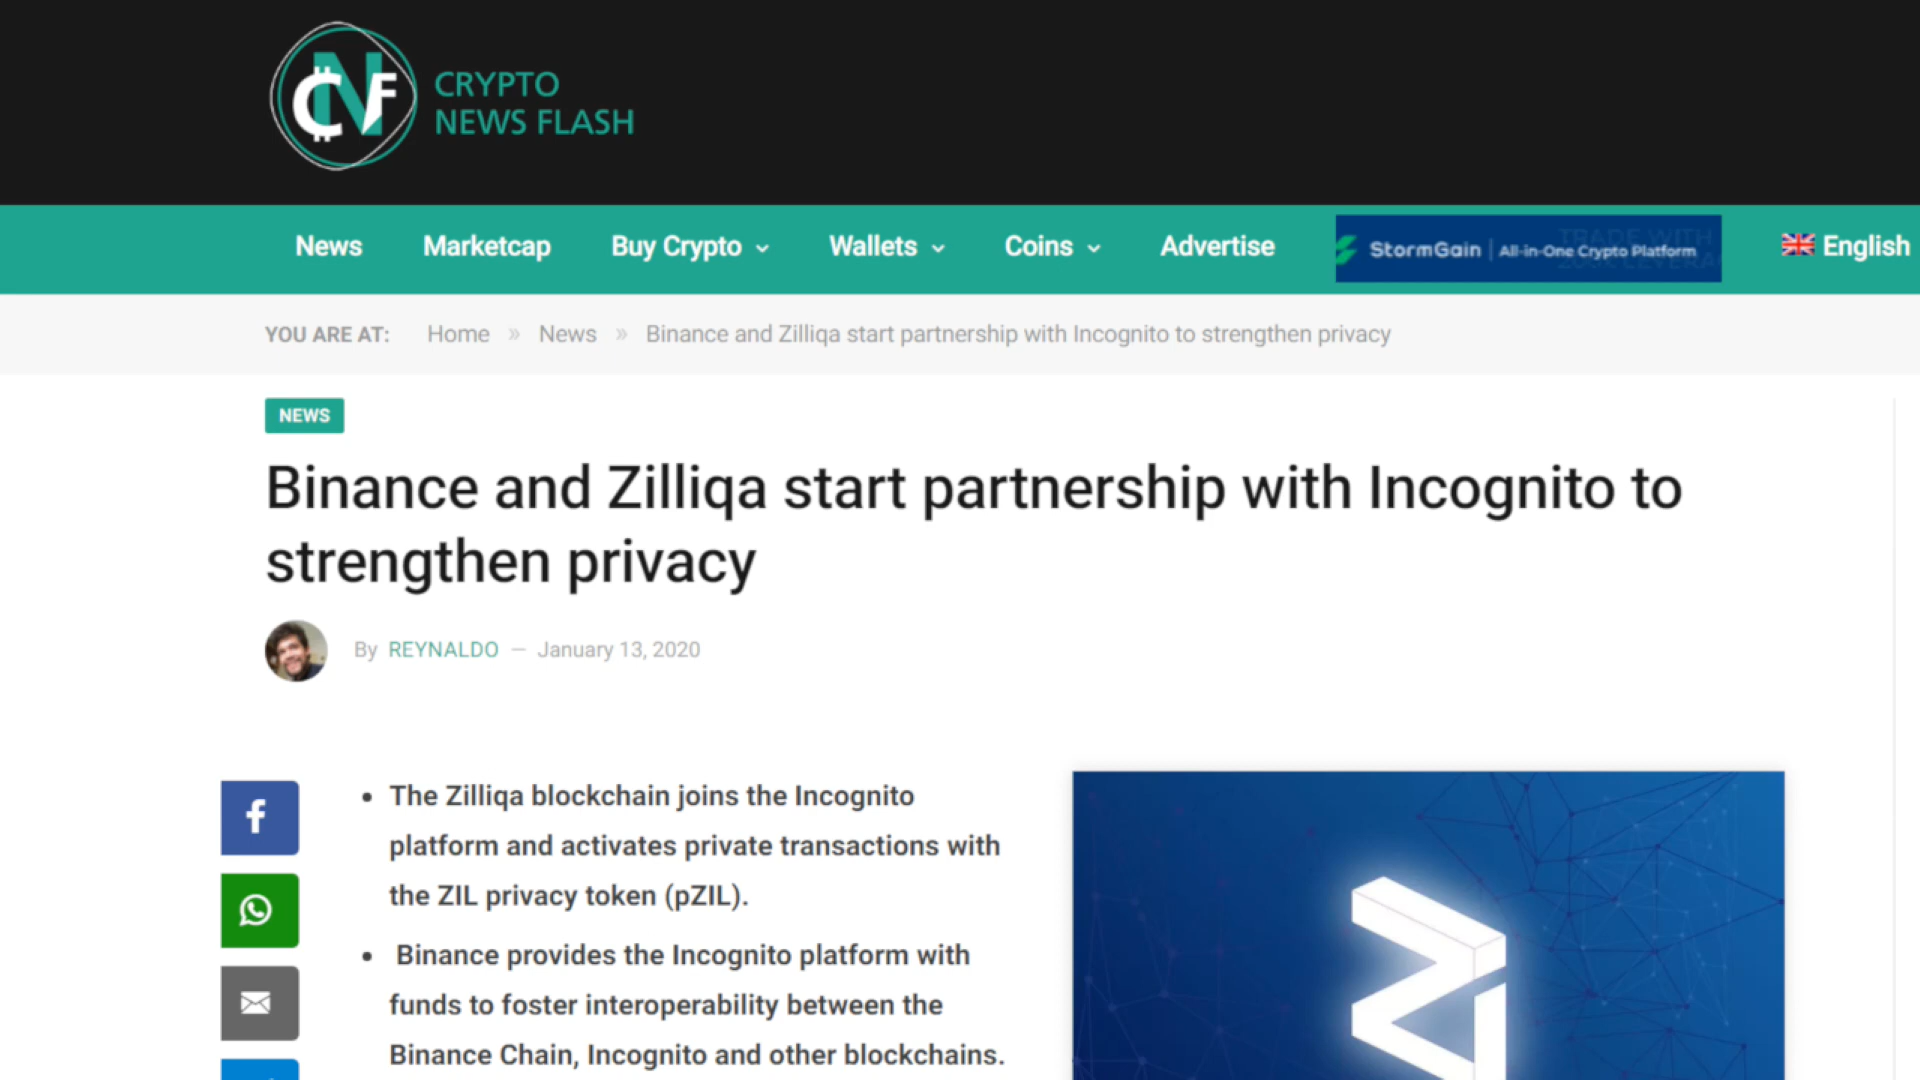 CNF
CRYPTO
NEWS FLASH
News Marketcap Buy Crypto Wallets Coins Advertise StormGain | All-in-One Crypto Platform English
YOU ARE AT: Home » News » Binance and Zilliqa start partnership with Incognito to strengthen privacy
NEWS
Binance and Zilliqa start partnership with Incognito to
strengthen privacy
By REYNALDO — January 13, 2020
• The Zilliqa blockchain joins the Incognito
platform and activates private transactions with
the ZIL privacy token (pZIL).
• Binance provides the Incognito platform with
funds to foster interoperability between the
Binance Chain, Incognito and other blockchains.